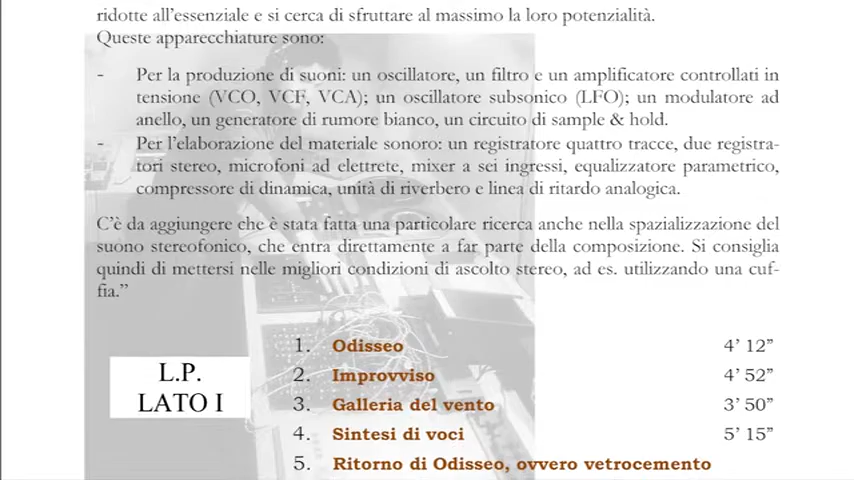 ridotte all'essenziale e si cerca di sfruttare al massimo la loro potenzialità.
Queste apparecchiature sono:
- Per la produzione di suoni: un oscillatore, un filtro e un amplificatore controllati in
tensione (VCO, VCF, VCA); un oscillatore subsonico (LFO); un modulatore ad
anello, un generatore di rumore bianco, un circuito di sample & hold.
- Per l'elaborazione del materiale sonoro: un registratore quattro tracce, due registra-
tori stereo, microfoni ad elettrete, mixer a sei ingressi, equalizzatore parametrico,
compressore di dinamica, unità di riverbero e linea di ritardo analogica.
C'è da aggiungere che è stata fatta una particolare ricerca anche nella spazializzazione del
suono stereofonico, che entra direttamente a far parte della composizione. Si consiglia
quindi di mettersi nelle migliori condizioni di ascolto stereo, ad es. utilizzando una cuf-
fia."
L.P.
LATO I
1. Odisseo 4' 12"
2. Improvviso 4' 52"
3. Galleria del vento 3' 50"
4. Sintesi di voci 5' 15"
5. Ritorno di Odisseo, ovvero vetrocemento